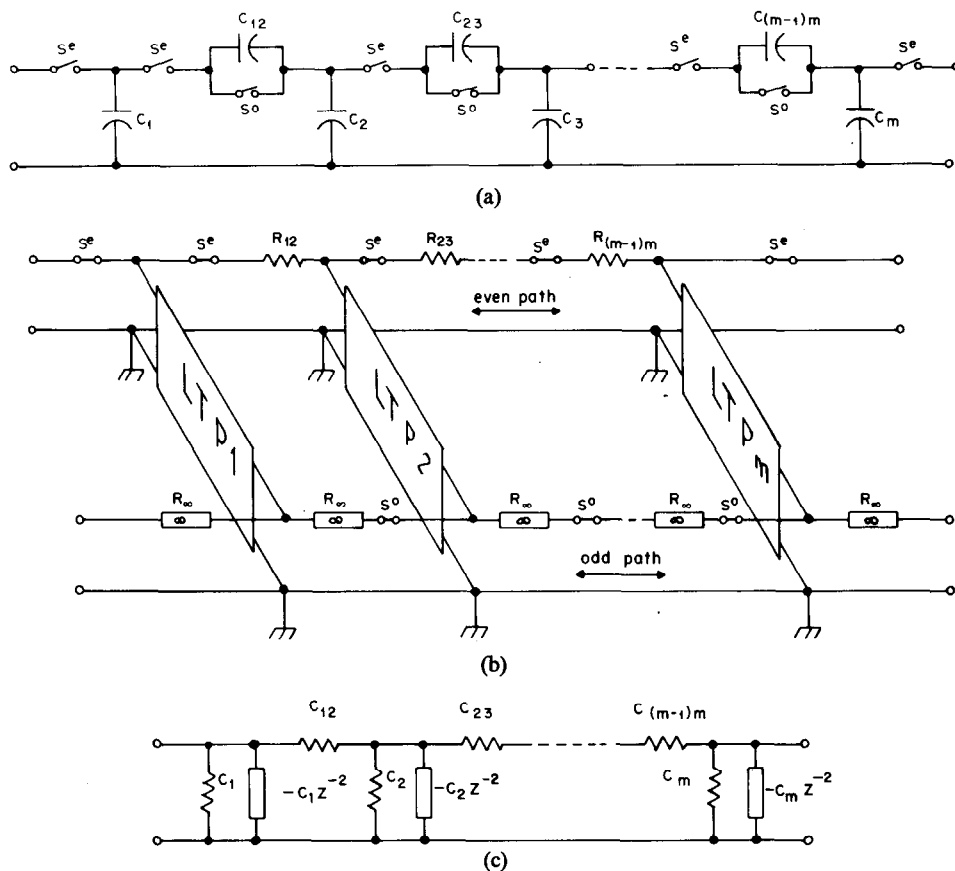 C12 C23 C(m-1)m
Se Se Se Se Se
So So So
C1 C2 C3 Cm
(a)
Se Se R12 Se R23 Se R(m-1)m Se
even path
LTP1 LTP2 LTPm
R∞ R∞ So R∞ So R∞ So R∞
∞ ∞ ∞ ∞ ∞
odd path
(b)
C12 C23 C(m-1)m
C1 -C1Z-2 C2 -C2Z-2 Cm -CmZ-2
(c)